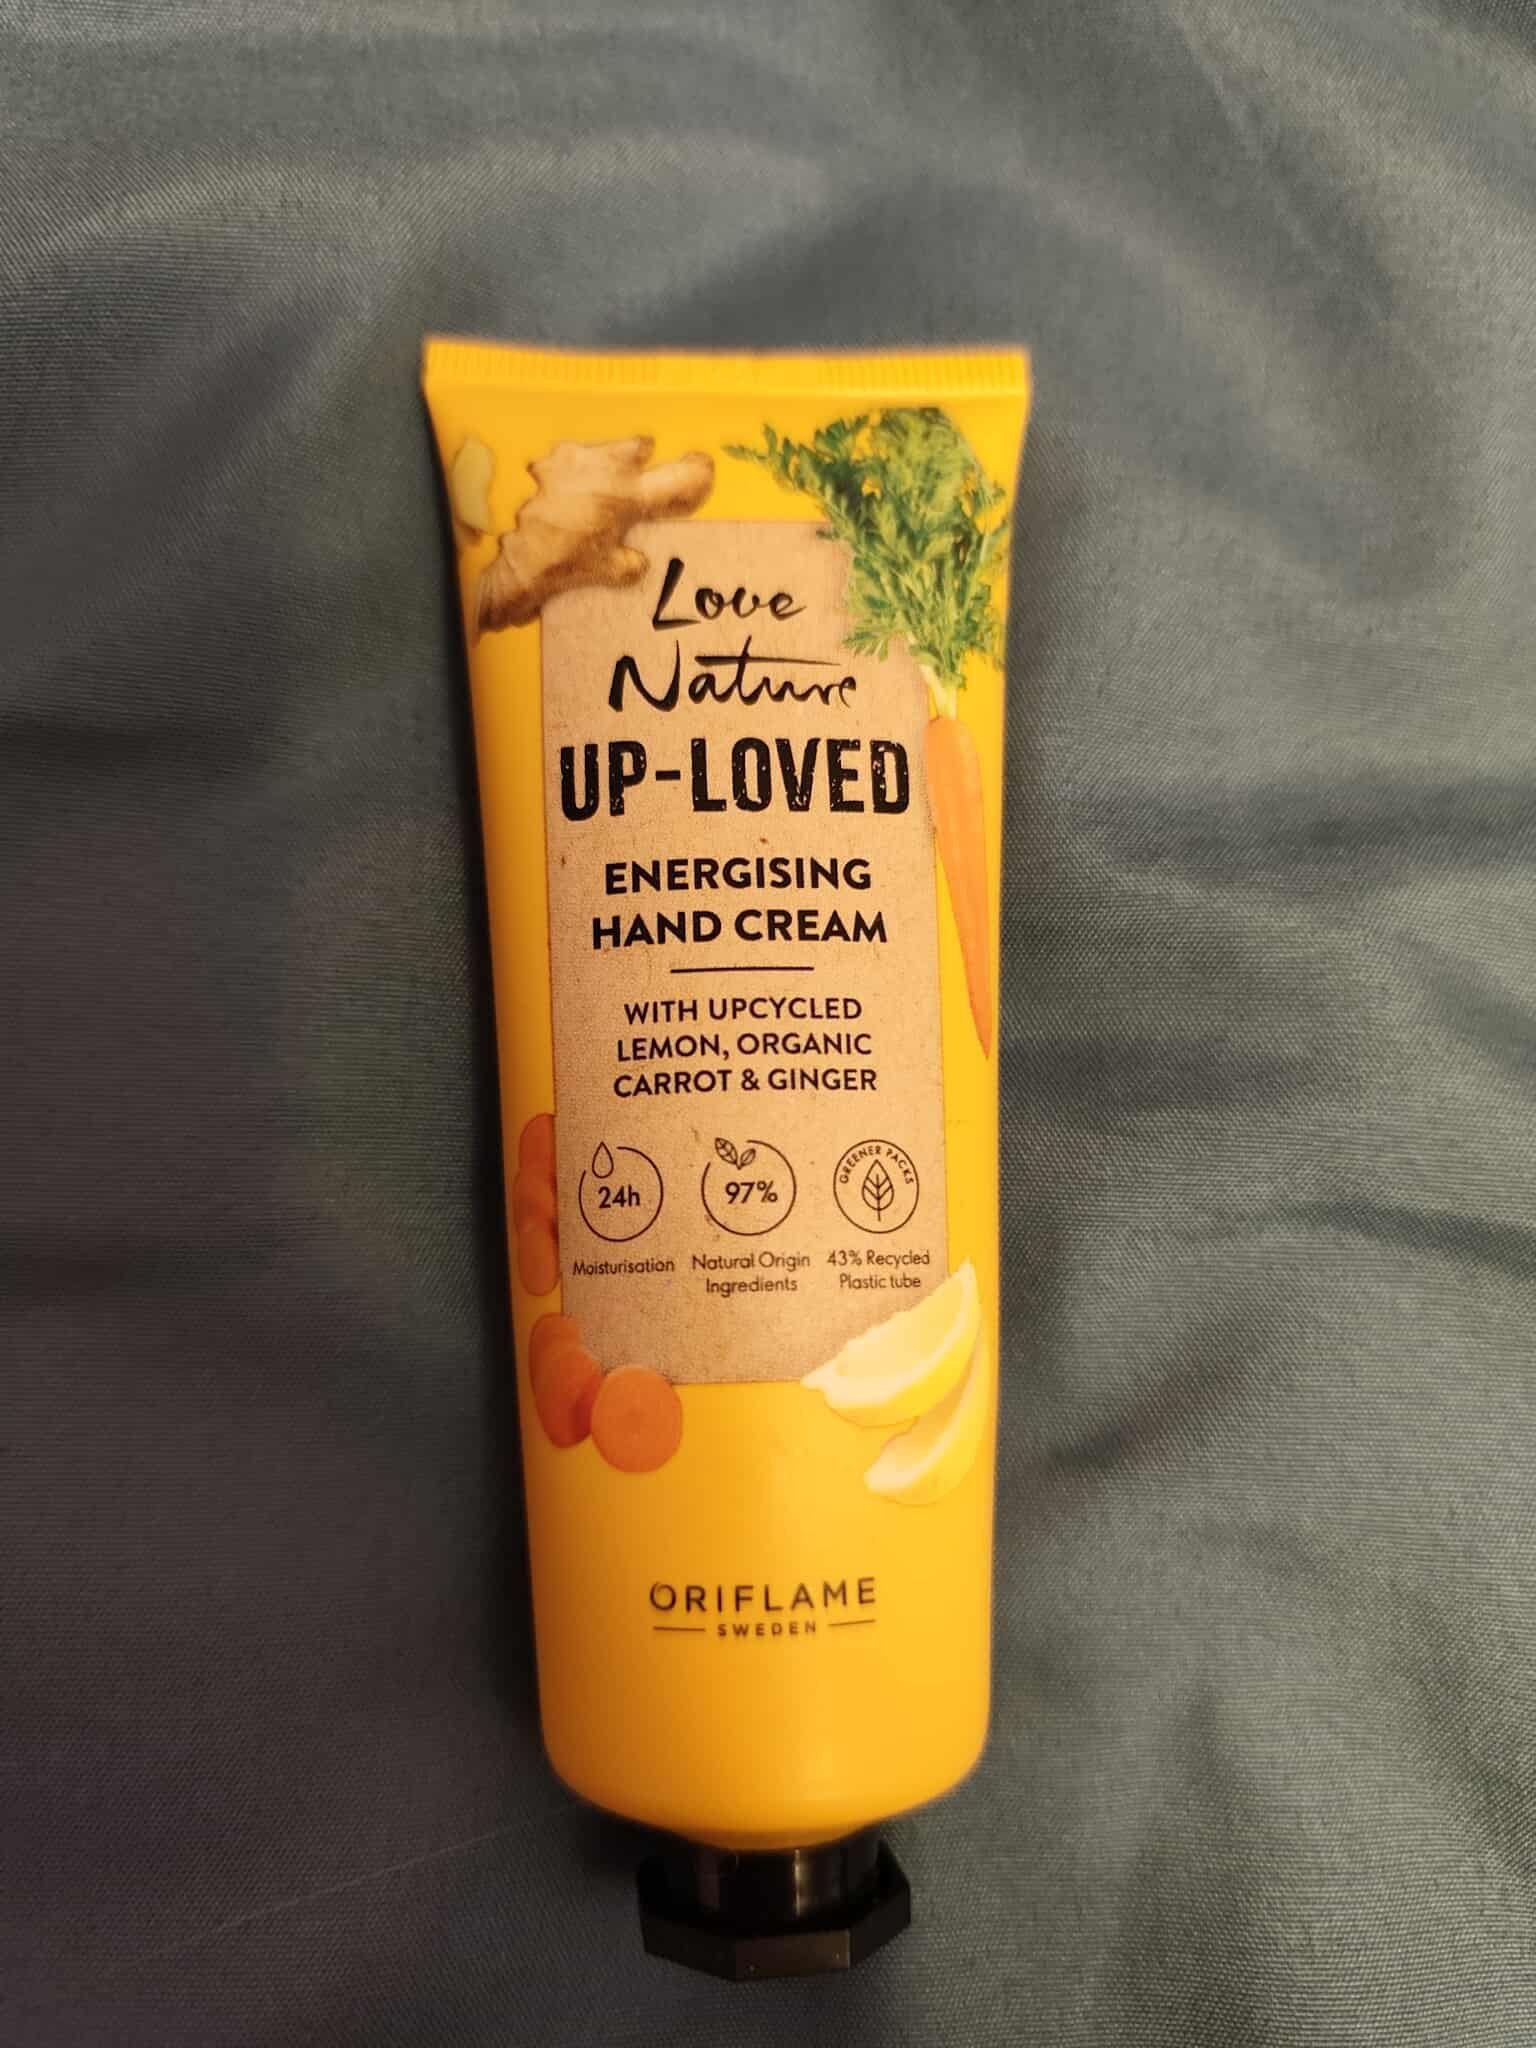 Love
Nature
UP-LOVED
ENERGISING
HAND CREAM
WITH UPCYCLED
LEMON, ORGANIC
CARROT & GINGER
24h
Moisturisation
97%
Natural Origin
Ingredients
GREENER PACKS
43% Recycled
Plastic tube
ORIFLAME
SWEDEN